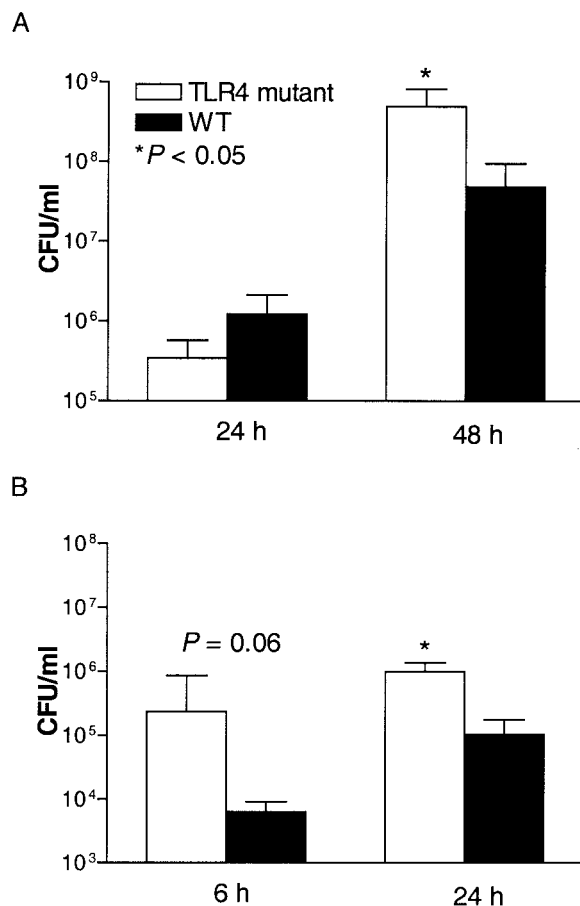 A
CFU/ml
10⁹
10⁸
10⁷
10⁶
10⁵
TLR4 mutant
WT
*P < 0.05
*
24 h
48 h
B
CFU/ml
10⁸
10⁷
10⁶
10⁵
10⁴
10³
P = 0.06
*
6 h
24 h